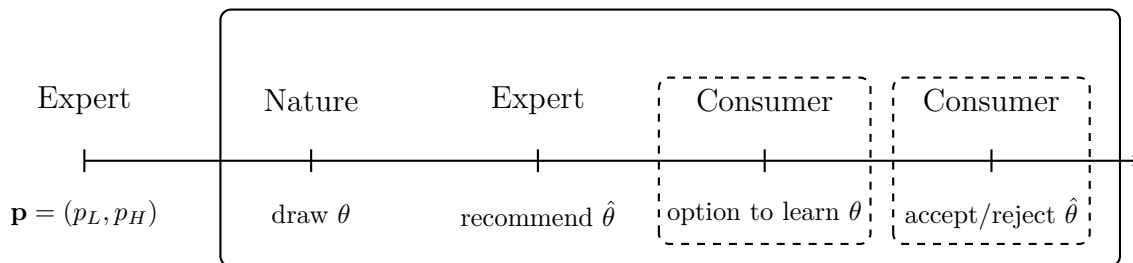 Expert
Nature
Expert
Consumer
Consumer
𝐩 = (p_L, p_H)
draw θ
recommend θ̂
option to learn θ
accept/reject θ̂